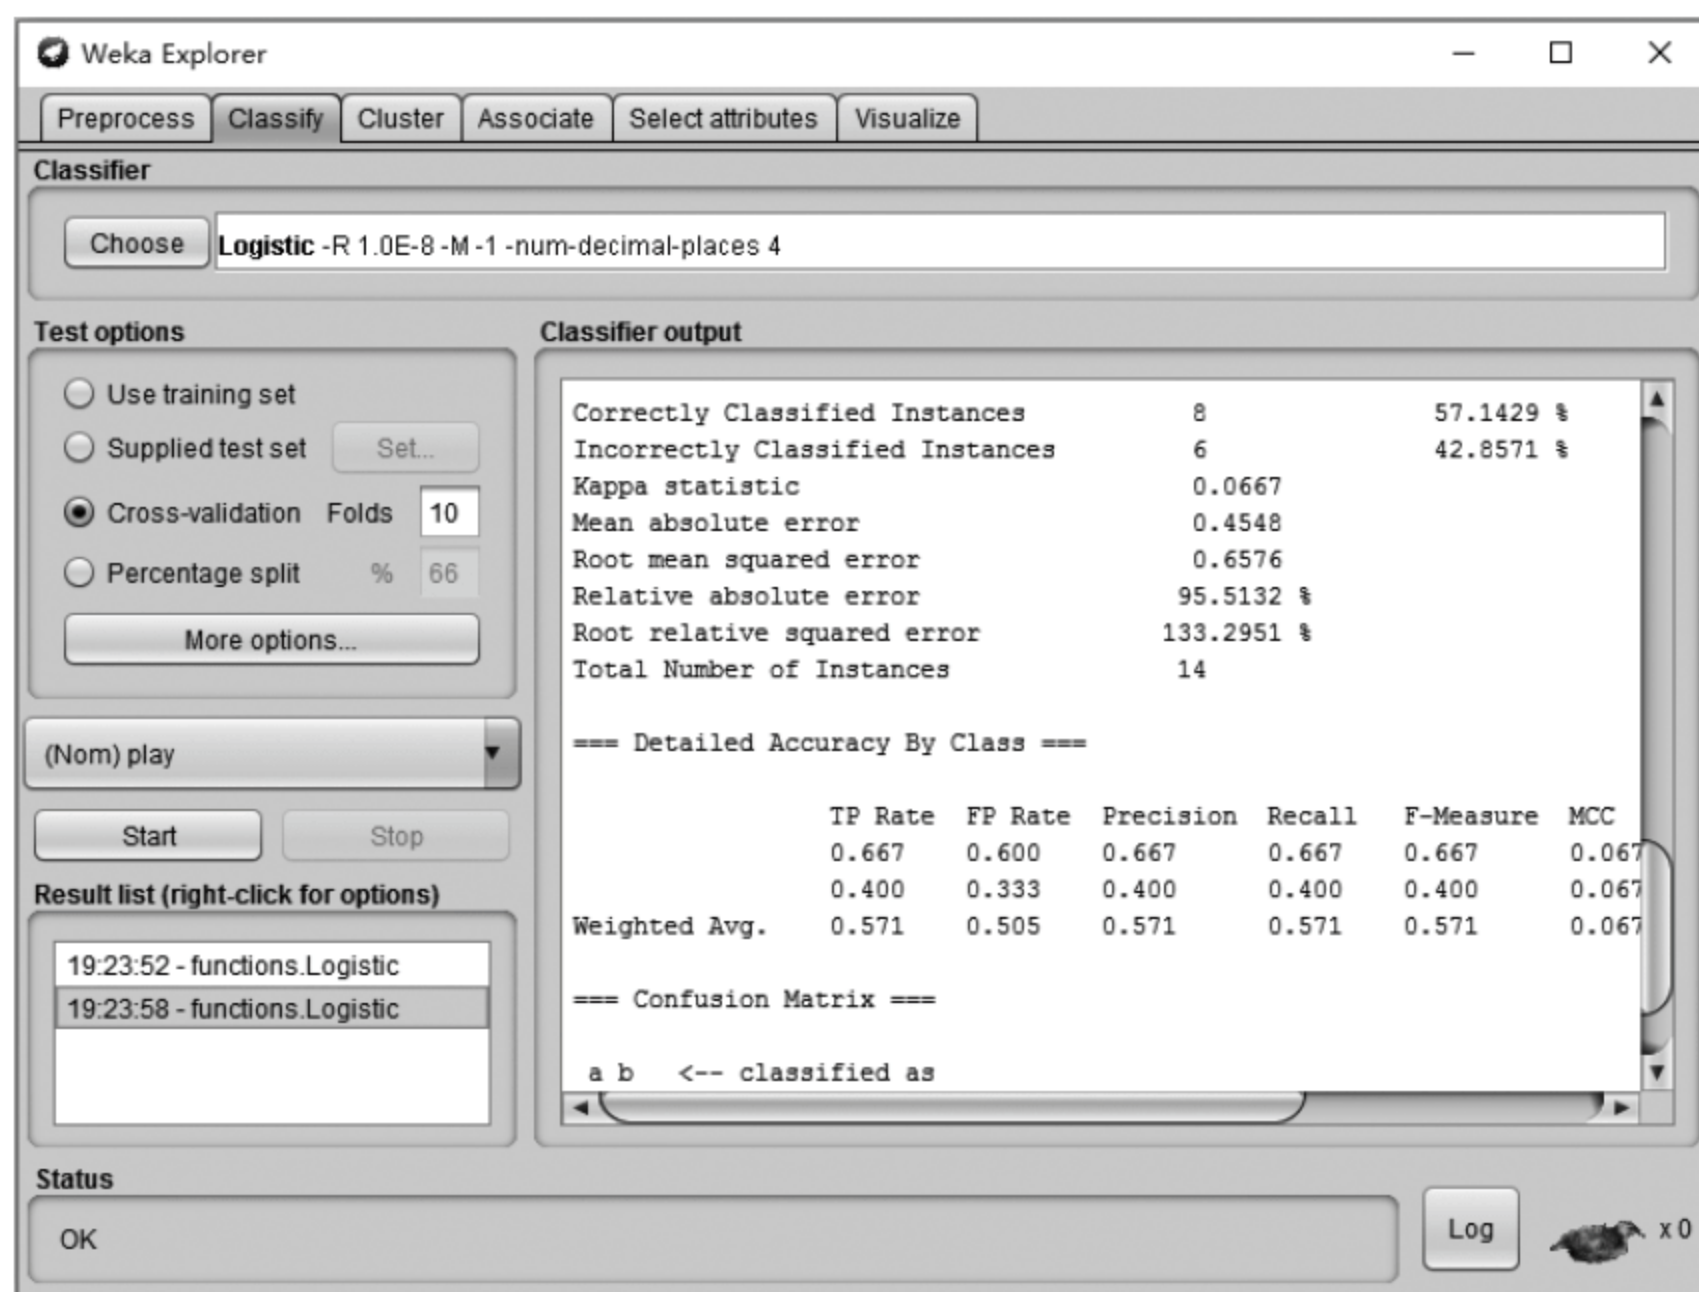 Weka Explorer
Preprocess Classify Cluster Associate Select attributes Visualize
Classifier
Choose Logistic -R 1.0E-8 -M -1 -num-decimal-places 4
Test options
Use training set
Supplied test set Set...
Cross-validation Folds 10
Percentage split % 66
More options...
(Nom) play
Start Stop
Result list (right-click for options)
19:23:52 - functions.Logistic
19:23:58 - functions.Logistic
Classifier output
Correctly Classified Instances 8 57.1429 %
Incorrectly Classified Instances 6 42.8571 %
Kappa statistic 0.0667
Mean absolute error 0.4548
Root mean squared error 0.6576
Relative absolute error 95.5132 %
Root relative squared error 133.2951 %
Total Number of Instances 14
=== Detailed Accuracy By Class ===
TP Rate FP Rate Precision Recall F-Measure MCC
0.667 0.600 0.667 0.667 0.667 0.067
0.400 0.333 0.400 0.400 0.400 0.067
Weighted Avg. 0.571 0.505 0.571 0.571 0.571 0.067
=== Confusion Matrix ===
a b <-- classified as
Status
OK
Log x 0